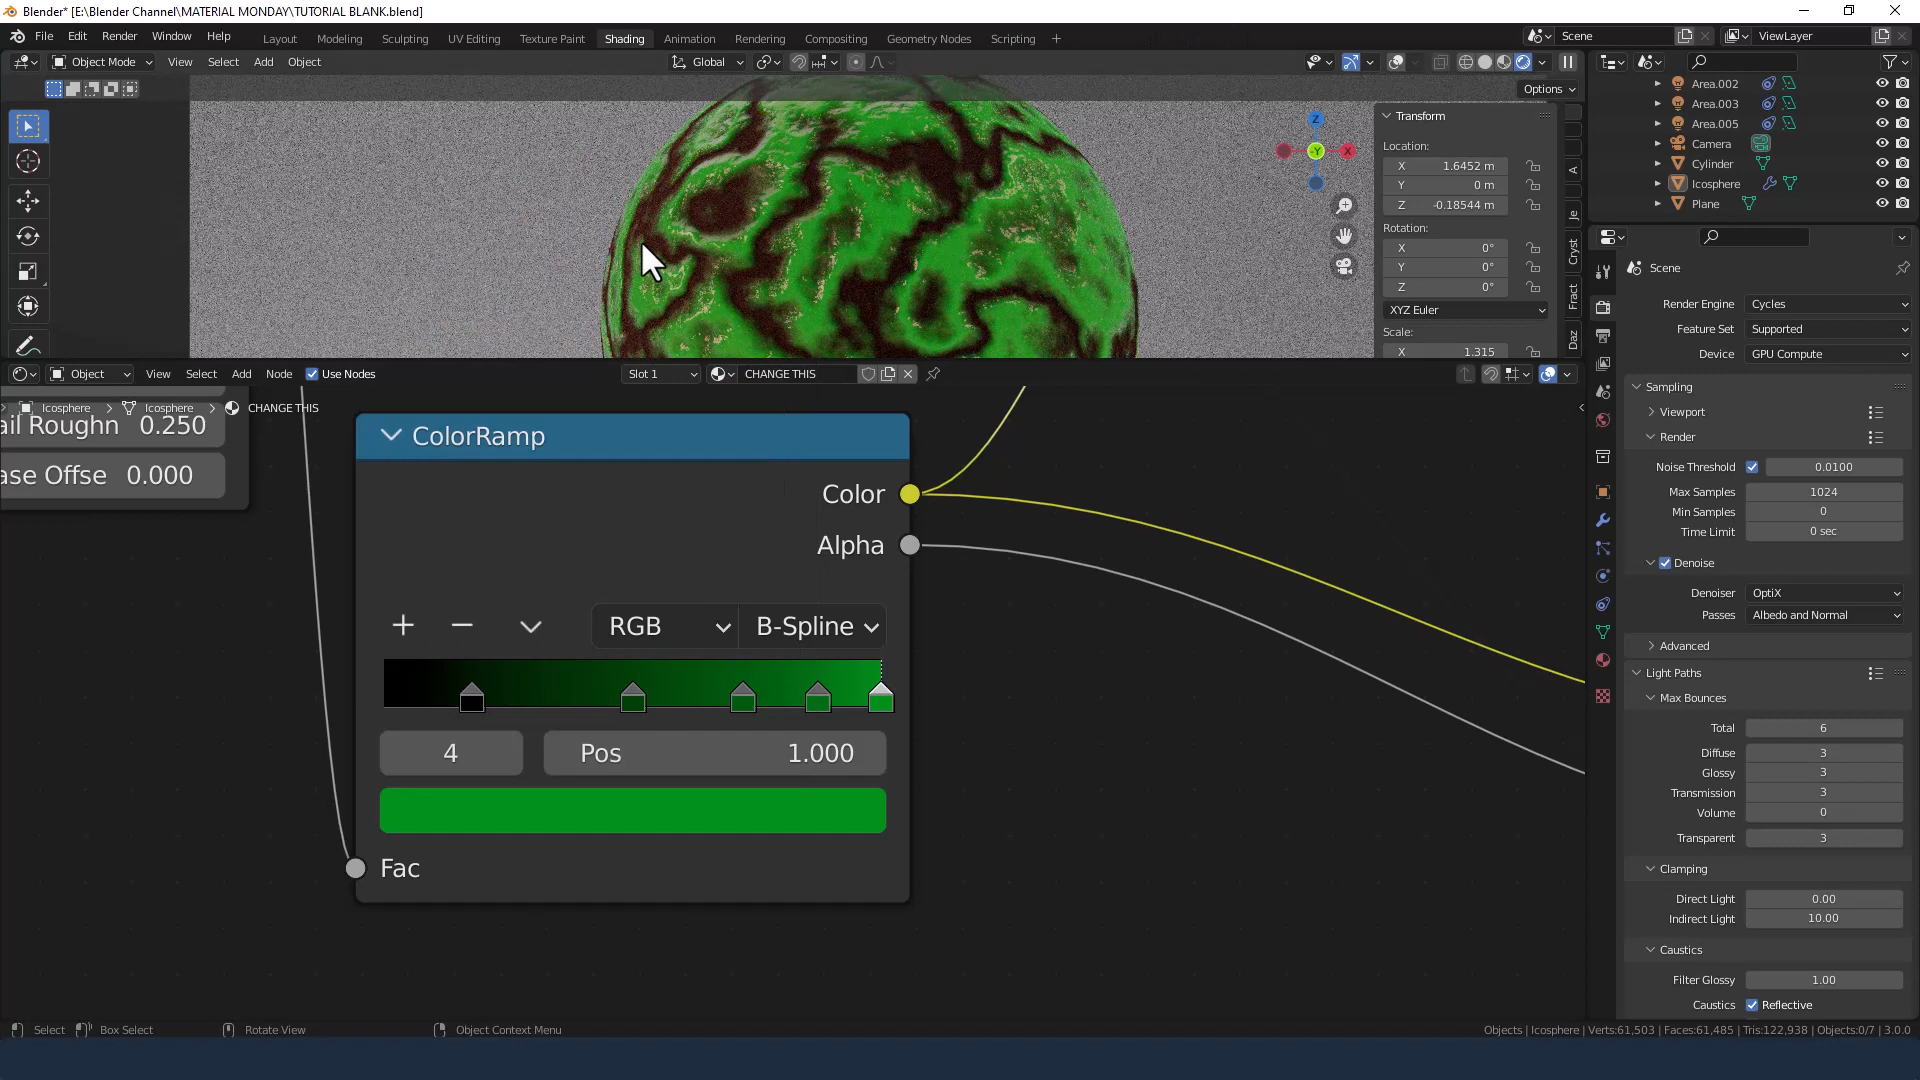 Blender* [E:\Blender Channel\MATERIAL MONDAY\TUTORIAL BLANK.blend]
File Edit Render Window Help Layout Modeling Sculpting UV Editing Texture Paint Shading Animation Rendering Compositing Geometry Nodes Scripting + Scene ViewLayer
Object Mode View Select Add Object Global
Options
Area.002
Area.003
Area.005
Camera
Cylinder
Icosphere
Plane
Transform
Location:
X 1.6452 m
Y 0 m
Z -0.18544 m
Rotation:
X 0°
Y 0°
Z 0°
XYZ Euler
Scale:
X 1.315
Z
X
-Y
A
Je
Cryst
Fract
Daz
Object View Select Add Node Use Nodes Slot 1 CHANGE THIS
Icosphere > Icosphere > CHANGE THIS
ail Roughn 0.250
ase Offse 0.000
ColorRamp
Color
Alpha
RGB B-Spline
4 Pos 1.000
Fac
Scene
Render Engine Cycles
Feature Set Supported
Device GPU Compute
Sampling
Viewport
Render
Noise Threshold 0.0100
Max Samples 1024
Min Samples 0
Time Limit 0 sec
Denoise
Denoiser OptiX
Passes Albedo and Normal
Advanced
Light Paths
Max Bounces
Total 6
Diffuse 3
Glossy 3
Transmission 3
Volume 0
Transparent 3
Clamping
Direct Light 0.00
Indirect Light 10.00
Caustics
Filter Glossy 1.00
Caustics Reflective
Select Box Select Rotate View Object Context Menu Objects | Icosphere | Verts:61,503 | Faces:61,485 | Tris:122,938 | Objects:0/7 | 3.0.0